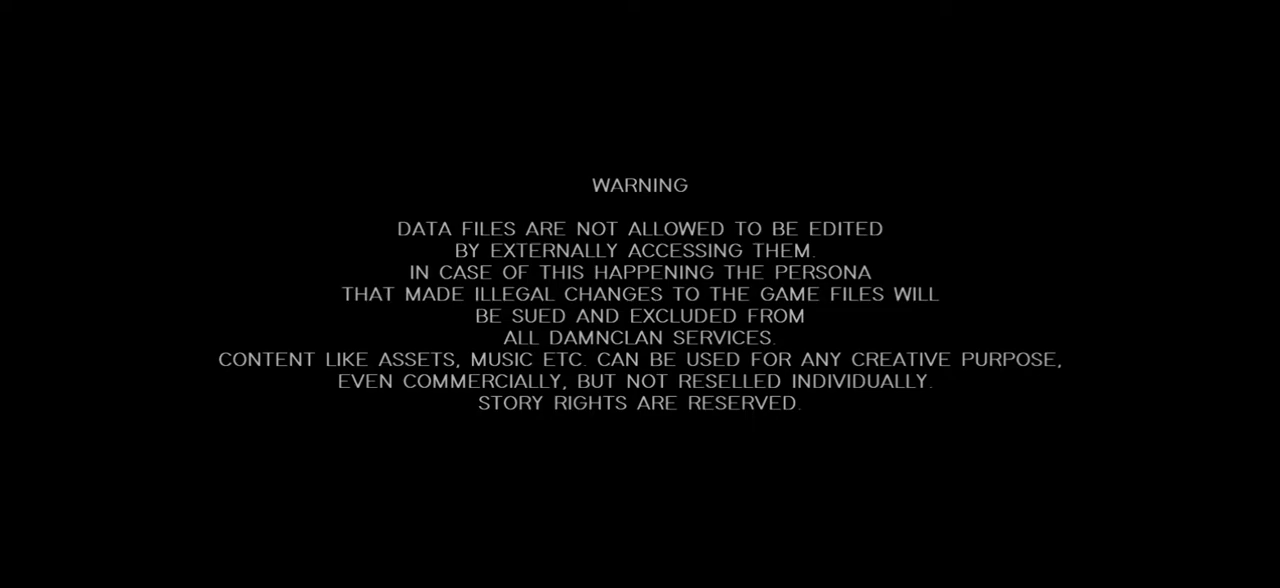 WARNING
DATA FILES ARE NOT ALLOWED TO BE EDITED
BY EXTERNALLY ACCESSING THEM.
IN CASE OF THIS HAPPENING THE PERSONA
THAT MADE ILLEGAL CHANGES TO THE GAME FILES WILL
BE SUED AND EXCLUDED FROM
ALL DAMNCLAN SERVICES.
CONTENT LIKE ASSETS, MUSIC ETC. CAN BE USED FOR ANY CREATIVE PURPOSE,
EVEN COMMERCIALLY, BUT NOT RESELLED INDIVIDUALLY.
STORY RIGHTS ARE RESERVED.